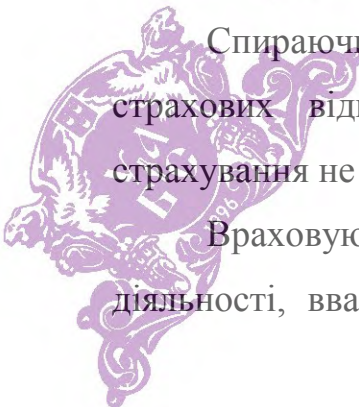 Спираючи
страхових від
страхування не
Враховую
діяльності, вва